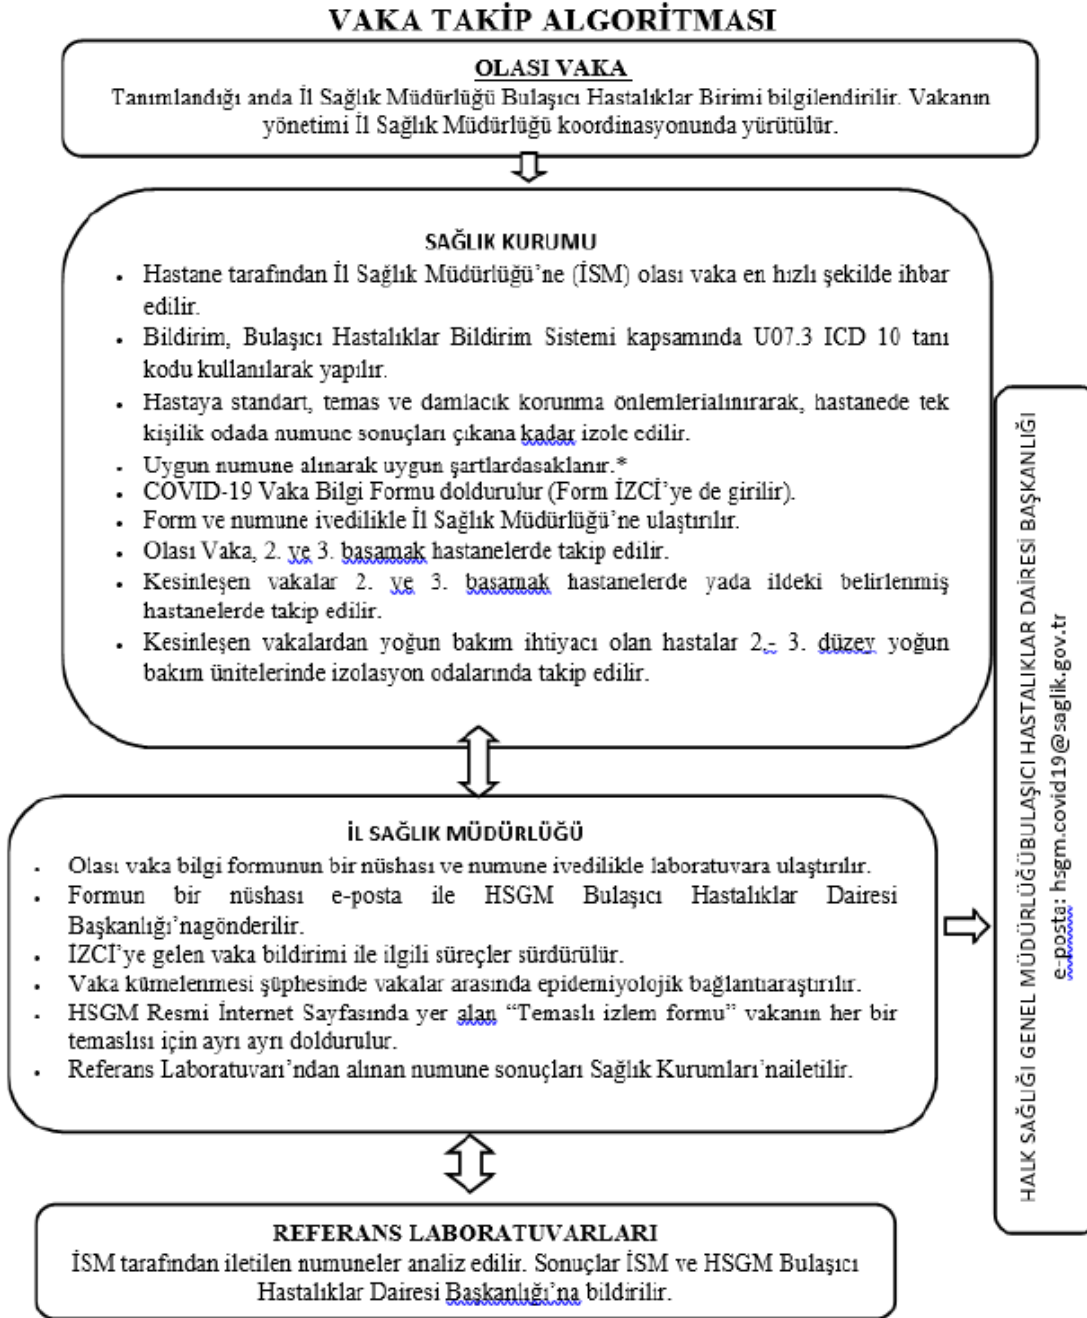 VAKA TAKİP ALGORİTMASI
OLASI VAKA
Tanımlandığı anda İl Sağlık Müdürlüğü Bulaşıcı Hastalıklar Birimi bilgilendirilir. Vakanın
yönetimi İl Sağlık Müdürlüğü koordinasyonunda yürütülür.
SAĞLIK KURUMU
• Hastane tarafından İl Sağlık Müdürlüğü’ne (İSM) olası vaka en hızlı şekilde ihbar
edilir.
• Bildirim, Bulaşıcı Hastalıklar Bildirim Sistemi kapsamında U07.3 ICD 10 tanı
kodu kullanılarak yapılır.
• Hastaya standart, temas ve damlacık korunma önlemlerialınırarak, hastanede tek
kişilik odada numune sonuçları çıkana kadar izole edilir.
• Uygun numune alınarak uygun şartlardasaklanır.*
• COVID-19 Vaka Bilgi Formu doldurulur (Form İZCİ’ye de girilir).
• Form ve numune ivedilikle İl Sağlık Müdürlüğü’ne ulaştırılır.
• Olası Vaka, 2. ve 3. basamak hastanelerde takip edilir.
• Kesinleşen vakalar 2. ve 3. basamak hastanelerde yada ildeki belirlenmiş
hastanelerde takip edilir.
• Kesinleşen vakalardan yoğun bakım ihtiyacı olan hastalar 2.- 3. düzey yoğun
bakım ünitelerinde izolasyon odalarında takip edilir.
İL SAĞLIK MÜDÜRLÜĞÜ
• Olası vaka bilgi formunun bir nüshası ve numune ivedilikle laboratuvara ulaştırılır.
• Formun bir nüshası e-posta ile HSGM Bulaşıcı Hastalıklar Dairesi
Başkanlığı’nagönderilir.
• İZCİ’ye gelen vaka bildirimi ile ilgili süreçler sürdürülür.
• Vaka kümelenmesi şüphesinde vakalar arasında epidemiyolojik bağlantıaraştırılır.
• HSGM Resmi İnternet Sayfasında yer alan “Temaslı izlem formu” vakanın her bir
temaslısı için ayrı ayrı doldurulur.
• Referans Laboratuvarı’ndan alınan numune sonuçları Sağlık Kurumları’nailetilir.
REFERANS LABORATUVARLARI
İSM tarafından iletilen numuneler analiz edilir. Sonuçlar İSM ve HSGM Bulaşıcı
Hastalıklar Dairesi Başkanlığı’na bildirilir.
HALK SAĞLIĞI GENEL MÜDÜRLÜĞÜBULAŞICI HASTALIKLAR DAİRESİ BAŞKANLIĞI
e-posta: hsgm.covid19@saglik.gov.tr